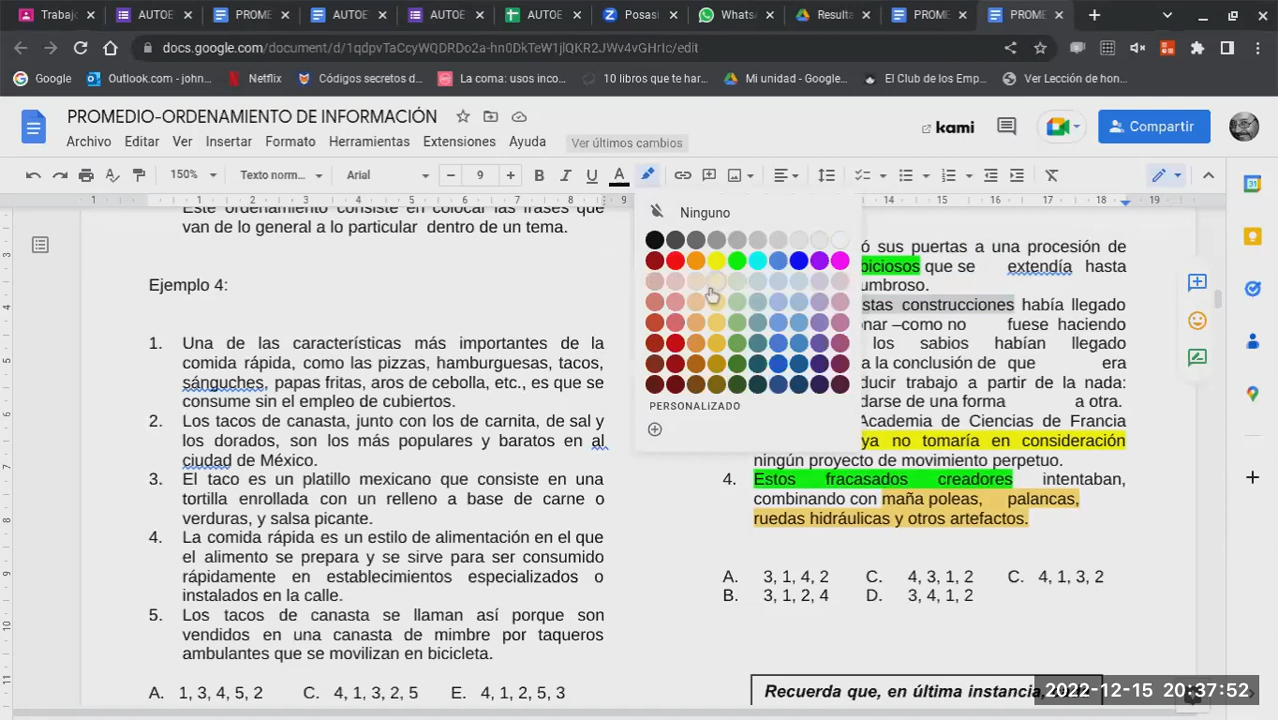 Trabajo
AUTOE
PROME
AUTOE
AUTOE
AUTOE
Posasi
Whats
Resulta
PROME
PROME
docs.google.com/document/d/1qdpvTaCcyWQDRDo2a-hn0DkTeW1jlQKR2JWv4vGHrIc/edit
Google
Outlook.com - john...
Netflix
Códigos secretos d...
La coma: usos inco...
10 libros que te har...
Mi unidad - Google...
El Club de los Emp...
Ver Lección de hon...
PROMEDIO-ORDENAMIENTO DE INFORMACIÓN
Archivo Editar Ver Insertar Formato Herramientas Extensiones Ayuda
Ver últimos cambios
kami
Compartir
150%
Texto norm...
Arial
9
Ninguno
PERSONALIZADO
Este ordenamiento consiste en colocar las frases que
van de lo general a lo particular dentro de un tema.
Ejemplo 4:
1. Una de las características más importantes de la
comida rápida, como las pizzas, hamburguesas, tacos,
sánguches, papas fritas, aros de cebolla, etc., es que se
consume sin el empleo de cubiertos.
2. Los tacos de canasta, junto con los de carnita, de sal y
los dorados, son los más populares y baratos en al
ciudad de México.
3. El taco es un platillo mexicano que consiste en una
tortilla enrollada con un relleno a base de carne o
verduras, y salsa picante.
4. La comida rápida es un estilo de alimentación en el que
el alimento se prepara y se sirve para ser consumido
rápidamente en establecimientos especializados o
instalados en la calle.
5. Los tacos de canasta se llaman así porque son
vendidos en una canasta de mimbre por taqueros
ambulantes que se movilizan en bicicleta.
A. 1, 3, 4, 5, 2 C. 4, 1, 3, 2, 5 E. 4, 1, 2, 5, 3
ó sus puertas a una procesión de
biciosos que se extendía hasta
umbroso.
stas construcciones había llegado
onar –como no fuese haciendo
los sabios habían llegado
a la conclusión de que era
ducir trabajo a partir de la nada:
darse de una forma a otra.
Academia de Ciencias de Francia
ya no tomaría en consideración
ningún proyecto de movimiento perpetuo.
4. Estos fracasados creadores intentaban,
combinando con maña poleas, palancas,
ruedas hidráulicas y otros artefactos.
A. 3, 1, 4, 2 C. 4, 3, 1, 2 C. 4, 1, 3, 2
B. 3, 1, 2, 4 D. 3, 4, 1, 2
Recuerda que, en última instancia,
2022-12-15 20:37:52